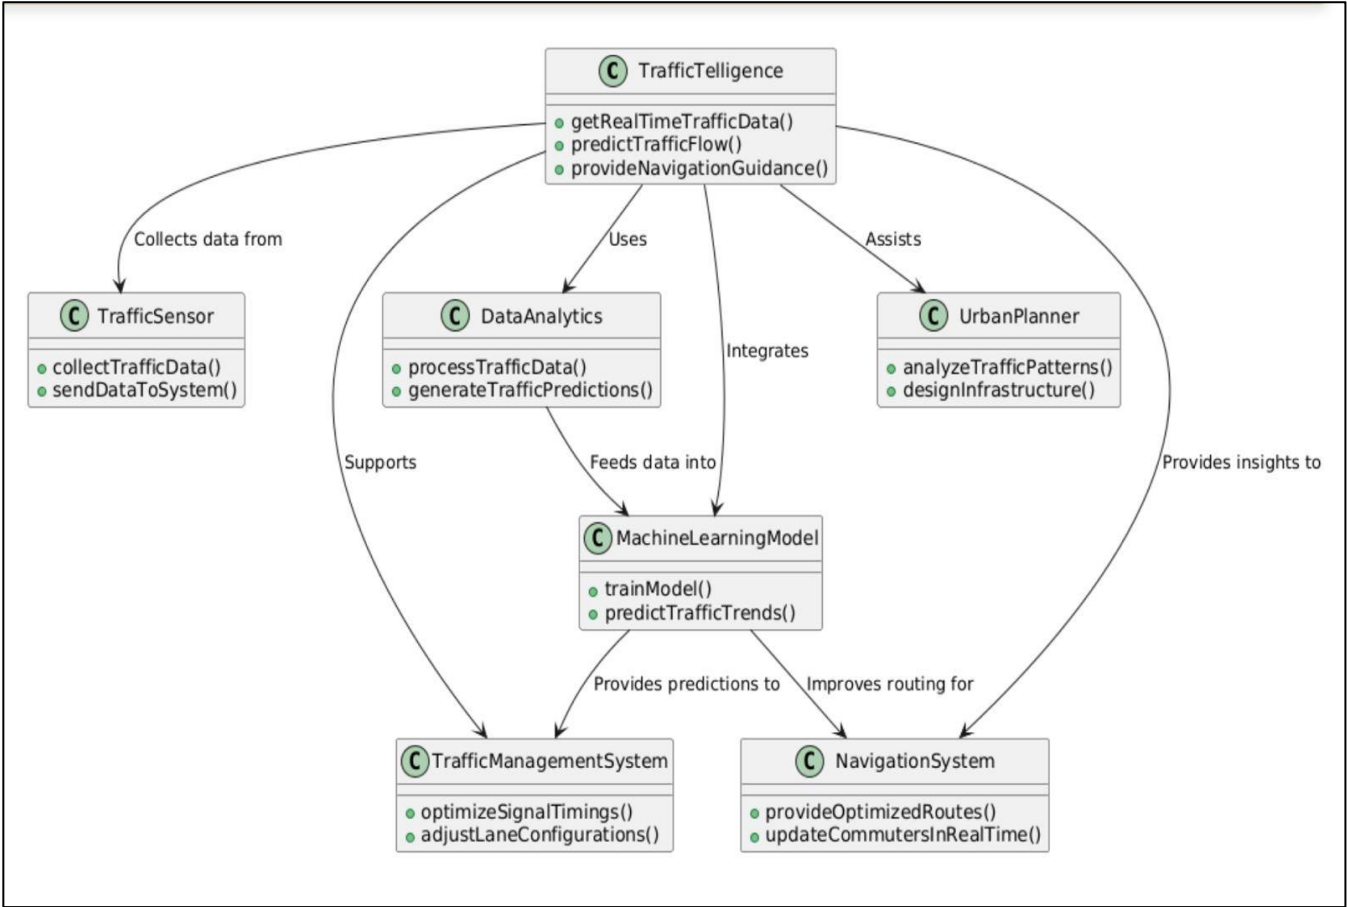 C TrafficTelligence
getRealTimeTrafficData()
predictTrafficFlow()
provideNavigationGuidance()
Collects data from
Uses
Assists
C TrafficSensor
collectTrafficData()
sendDataToSystem()
C DataAnalytics
processTrafficData()
generateTrafficPredictions()
Integrates
C UrbanPlanner
analyzeTrafficPatterns()
designInfrastructure()
Supports
Feeds data into
Provides insights to
C MachineLearningModel
trainModel()
predictTrafficTrends()
Provides predictions to
Improves routing for
C TrafficManagementSystem
optimizeSignalTimings()
adjustLaneConfigurations()
C NavigationSystem
provideOptimizedRoutes()
updateCommutersInRealTime()